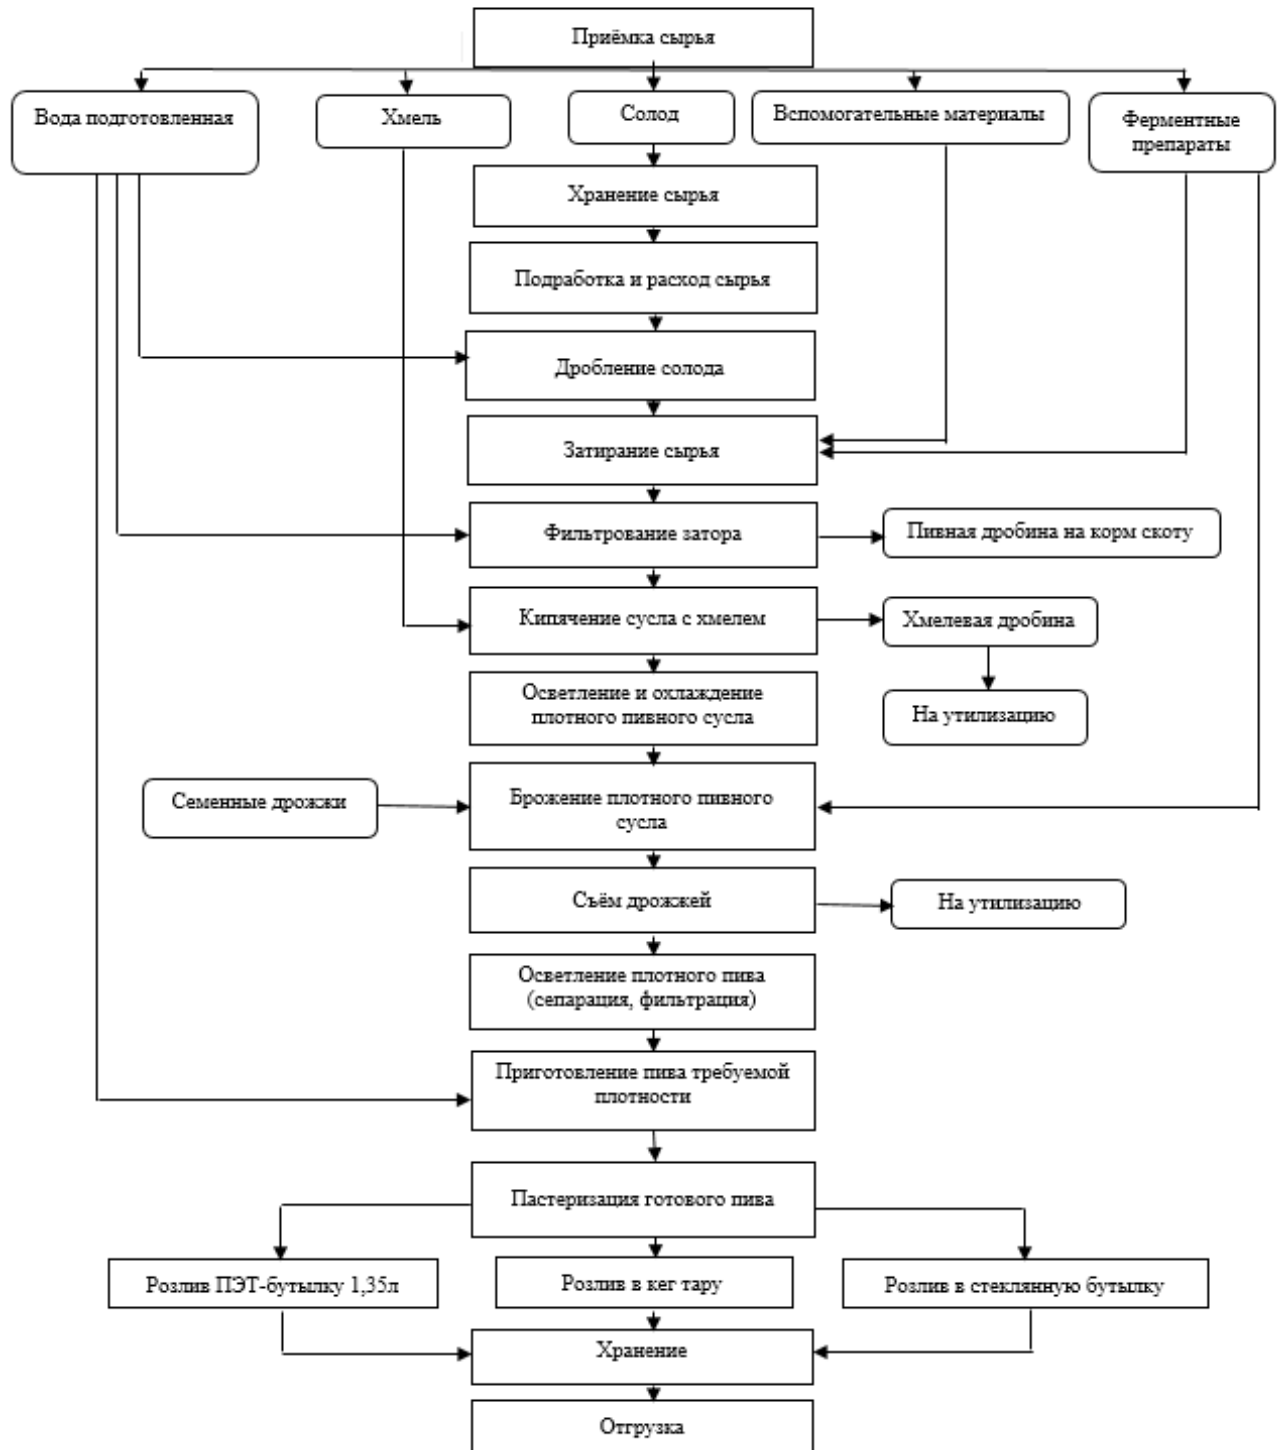 Приёмка сырья
Вода подготовленная
Хмель
Солод
Вспомогательные материалы
Ферментные
препараты
Хранение сырья
Подработка и расход сырья
Дробление солода
Затирание сырья
Фильтрование затора
Пивная дробина на корм скоту
Кипячение сусла с хмелем
Хмелевая дробина
Осветление и охлаждение
плотного пивного сусла
На утилизацию
Семенные дрожжи
Брожение плотного пивного
сусла
Съём дрожжей
На утилизацию
Осветление плотного пива
(сепарация, фильтрация)
Приготовление пива требуемой
плотности
Пастеризация готового пива
Розлив ПЭТ-бутылку 1,35л
Розлив в кег тару
Розлив в стеклянную бутылку
Хранение
Отгрузка